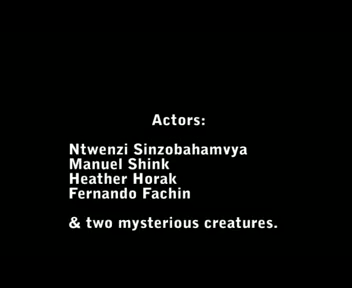 Actors:
Ntwenzi Sinzobahamvya
Manuel Shink
Heather Horak
Fernando Fachin
& two mysterious creatures.